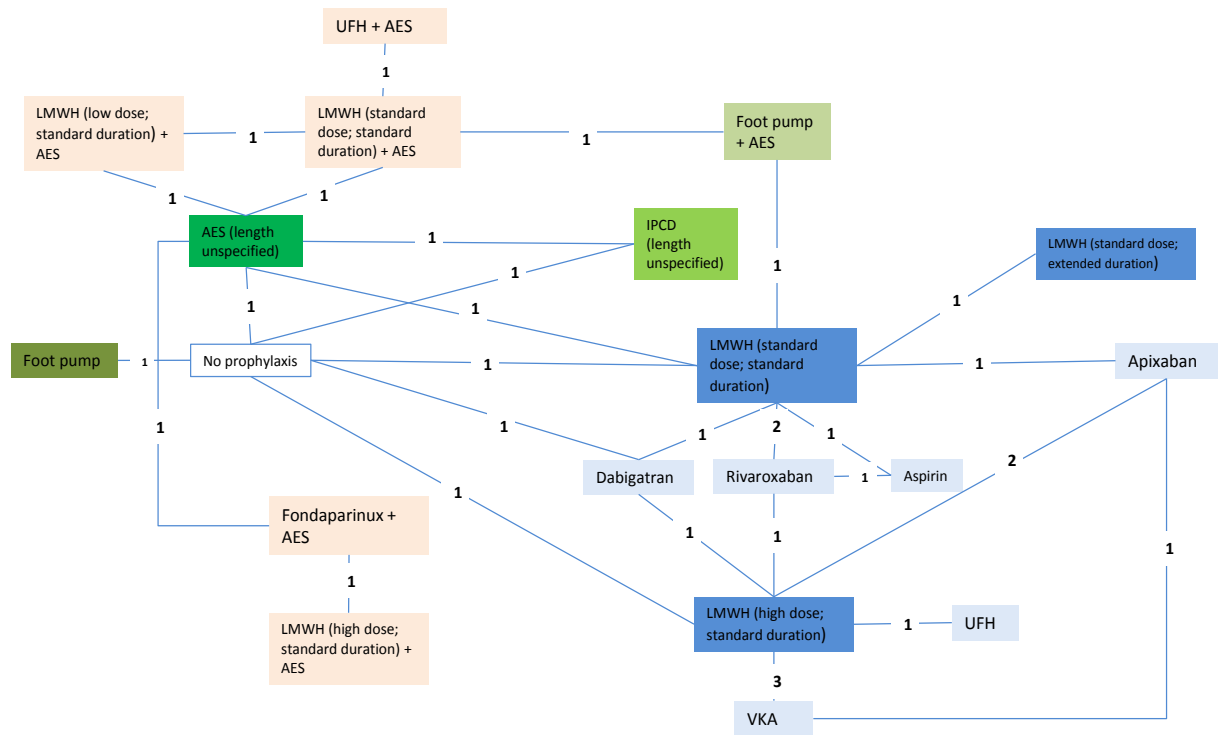 UFH + AES
1
LMWH (low dose;
standard duration) +
AES
1
LMWH (standard
dose; standard
duration) + AES
1
Foot pump
+ AES
1
1
AES (length
unspecified)
1
IPCD
(length
unspecified)
LMWH (standard dose;
extended duration)
1
1
1
1
1
1
Foot pump
1
No prophylaxis
1
LMWH (standard
dose; standard
duration)
1
Apixaban
1
1
1
2
1
Dabigatran
Rivaroxaban
1
Aspirin
2
1
Fondaparinux +
AES
1
1
1
1
LMWH (high dose;
standard duration) +
AES
LMWH (high dose;
standard duration)
1
UFH
3
VKA